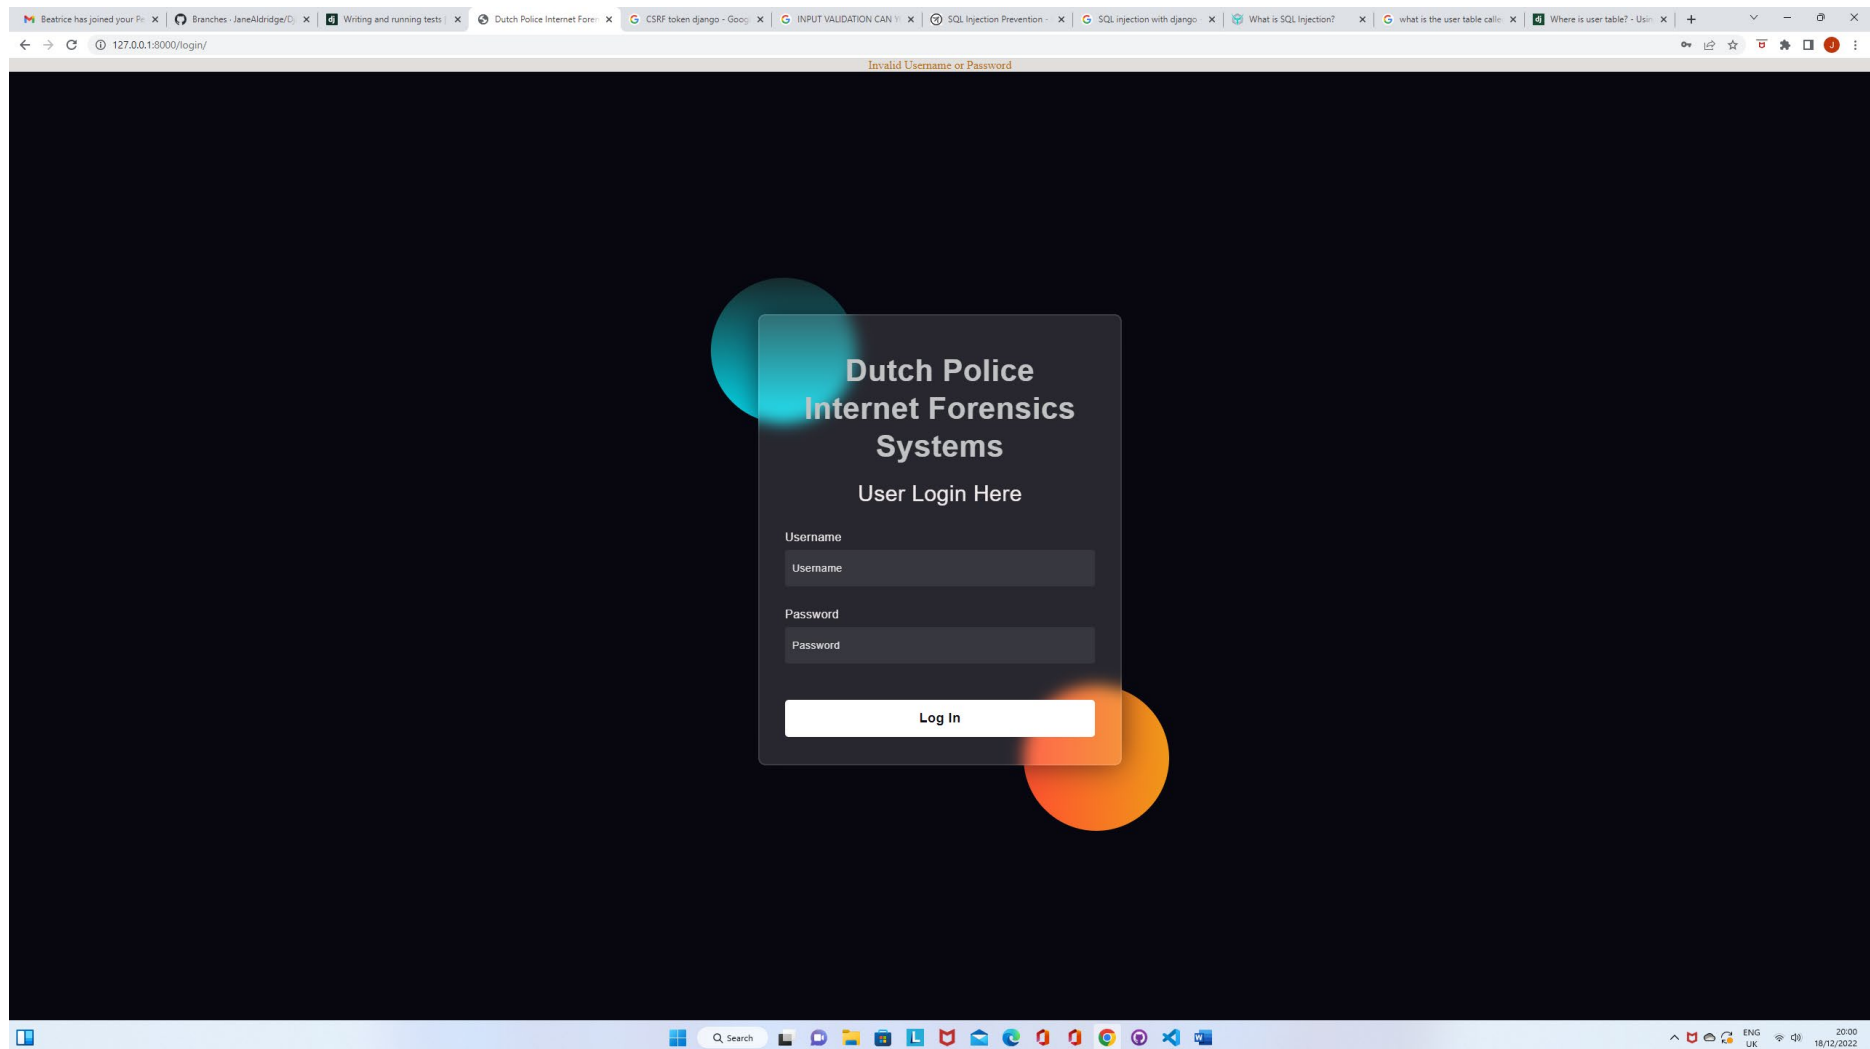 Beatrice has joined your Pe
Branches · JaneAldridge/Dj
Writing and running tests |
Dutch Police Internet Foren
CSRF token django - Goog
INPUT VALIDATION CAN Y
SQL Injection Prevention -
SQL injection with django -
What is SQL Injection?
what is the user table calle
Where is user table? - Usin
127.0.0.1:8000/login/
J
Invalid Username or Password
Dutch Police
Internet Forensics
Systems
User Login Here
Username
Username
Password
Password
Log In
Search
ENG
UK
20:00
18/12/2022